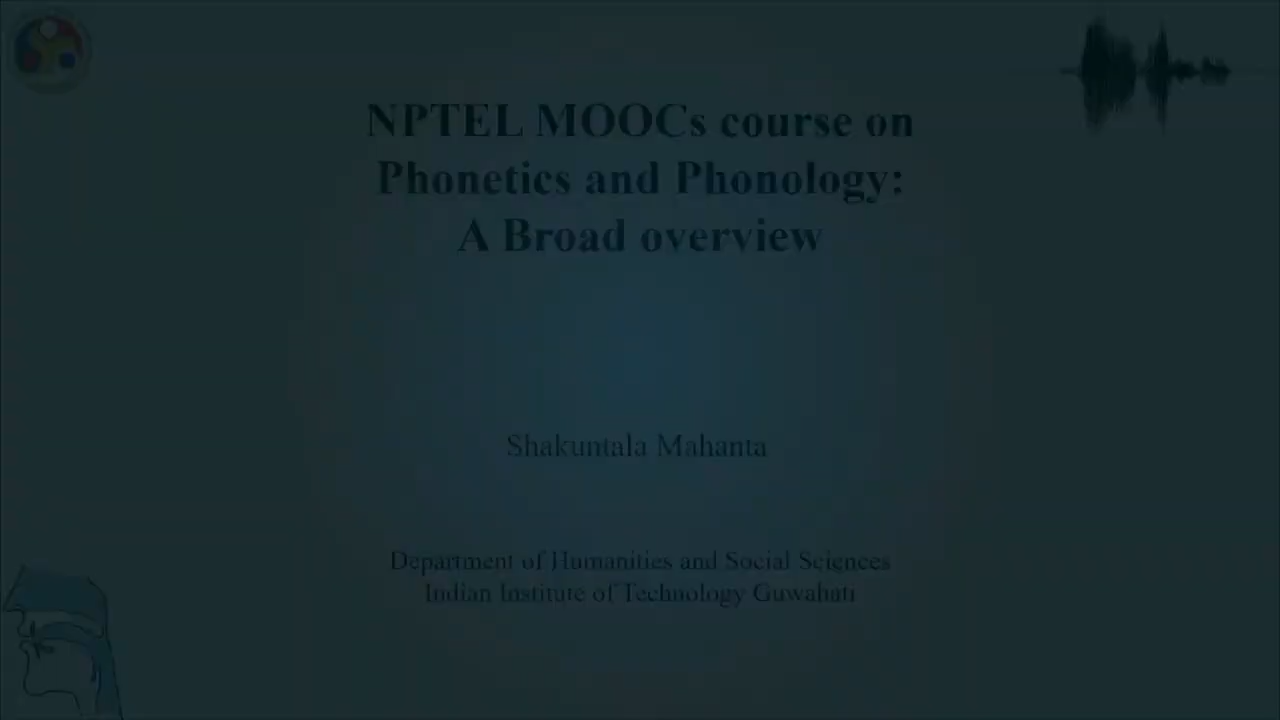 NPTEL MOOCs course on
Phonetics and Phonology:
A Broad overview
Shakuntala Mahanta
Department of Humanities and Social Sciences
Indian Institute of Technology Guwahati